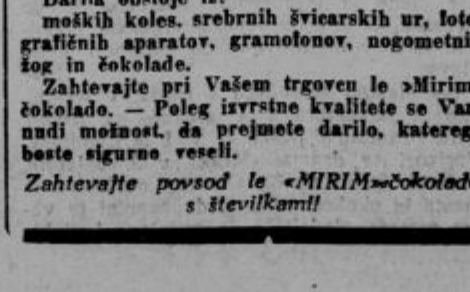 moških koles, srebrnih švicarskih ur, foto
grafičnih aparatov, gramofonov, nogometni
žog in čokolade.
Zahtevajte pri Vašem trgovcu le »Mirim
čokolado. — Poleg izvrstne kvalitete se Vam
nudi možnost, da prejmete darilo, katereg
boste sigurno veseli.
Zahtevajte povsod le «MIRIM»-čokolado
s številkami!